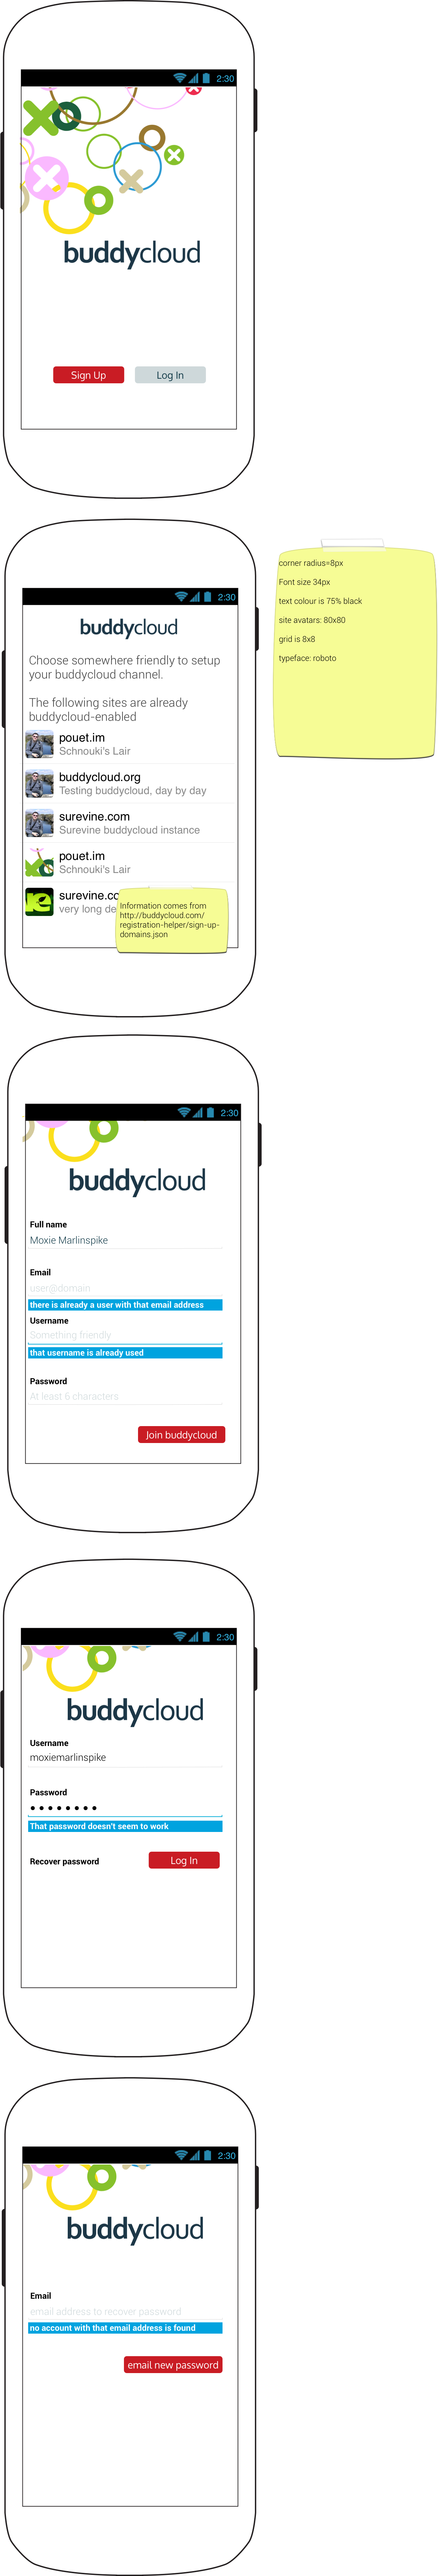 2:30
buddycloud
Sign Up
Log In
2:30
buddycloud
Choose somewhere friendly to setup
your buddycloud channel.
The following sites are already
buddycloud-enabled
pouet.im
Schnouki's Lair
buddycloud.org
Testing buddycloud, day by day
surevine.com
Surevine buddycloud instance
pouet.im
Schnouki's Lair
surevine.co
very long de
Information comes from
http://buddycloud.com/
registration-helper/sign-up-
domains.json
corner radius=8px
Font size 34px
text colour is 75% black
site avatars: 80x80
grid is 8x8
typeface: roboto
2:30
buddycloud
Full name
Moxie Marlinspike
Email
user@domain
there is already a user with that email address
Username
Something friendly
that username is already used
Password
At least 6 characters
Join buddycloud
2:30
buddycloud
Username
moxiemarlinspike
Password
••••••••
That password doesn't seem to work
Recover password
Log In
2:30
buddycloud
Email
email address to recover password
no account with that email address is found
email new password